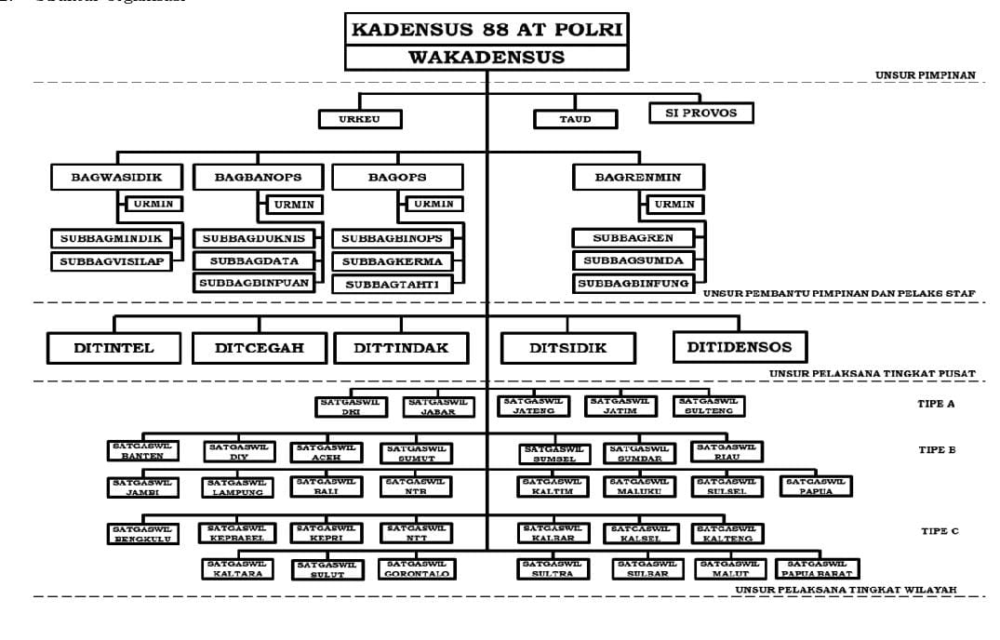 KADENSUS 88 AT POLRI
WAKADENSUS
UNSUR PIMPINAN
URKEU
TAUD
SI PROVOS
BAGWASIDIK
BAGBANOPS
BAGOPS
BAGRENMIN
URMIN
URMIN
URMIN
URMIN
SUBBAGMINDIK
SUBBAGDUKNIS
SUBBAGBINOPS
SUBBAGREN
SUBBAGVISILAP
SUBBAGDATA
SUBBAGKERMA
SUBBAGSUMDA
SUBBAGBINPUAN
SUBBAGTAHTI
SUBBAGBINFUNG
UNSUR PEMBANTU PIMPINAN DAN PELAKS STAF
DITINTEL
DITCEGAH
DITTINDAK
DITSIDIK
DITIDENSOS
UNSUR PELAKSANA TINGKAT PUSAT
SATGASWIL
DKI
SATGASWIL
JABAR
SATGASWIL
JATENG
SATGASWIL
JATIM
SATGASWIL
SULTENG
TIPE A
SATGASWIL
BANTEN
SATGASWIL
DIY
SATGASWIL
ACEH
SATGASWIL
SUMUT
SATGASWIL
SUMSEL
SATGASWIL
SUMBAR
SATGASWIL
RIAU
TIPE B
SATGASWIL
JAMBI
SATGASWIL
LAMPUNG
SATGASWIL
BALI
SATGASWIL
NTB
SATGASWIL
KALTIM
SATGASWIL
MALUKU
SATGASWIL
SULSEL
SATGASWIL
PAPUA
SATGASWIL
BENGKULU
SATGASWIL
KEPBABEL
SATGASWIL
KEPRI
SATGASWIL
NTT
SATGASWIL
KALBAR
SATGASWIL
KALSEL
SATGASWIL
KALTENG
TIPE C
SATGASWIL
KALTARA
SATGASWIL
SULUT
SATGASWIL
GORONTALO
SATGASWIL
SULTRA
SATGASWIL
SULBAR
SATGASWIL
MALUT
SATGASWIL
PAPUA BARAT
UNSUR PELAKSANA TINGKAT WILAYAH